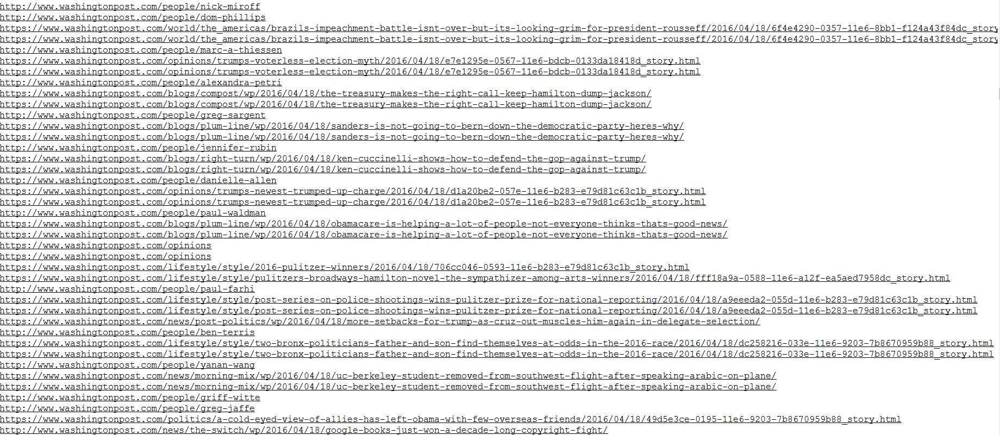 http://www.washingtonpost.com/people/nick-miroff
http://www.washingtonpost.com/people/dom-phillips
https://www.washingtonpost.com/world/the_americas/brazils-impeachment-battle-isnt-over-but-its-looking-grim-for-president-rousseff/2016/04/18/6f4e4290-0357-11e6-8bb1-f124a43f84dc_story
https://www.washingtonpost.com/world/the_americas/brazils-impeachment-battle-isnt-over-but-its-looking-grim-for-president-rousseff/2016/04/18/6f4e4290-0357-11e6-8bb1-f124a43f84dc_story
http://www.washingtonpost.com/people/marc-a-thiessen
https://www.washingtonpost.com/opinions/trumps-voterless-election-myth/2016/04/18/e7e1295e-0567-11e6-bdcb-0133da18418d_story.html
https://www.washingtonpost.com/opinions/trumps-voterless-election-myth/2016/04/18/e7e1295e-0567-11e6-bdcb-0133da18418d_story.html
http://www.washingtonpost.com/people/alexandra-petri
https://www.washingtonpost.com/blogs/compost/wp/2016/04/18/the-treasury-makes-the-right-call-keep-hamilton-dump-jackson/
https://www.washingtonpost.com/blogs/compost/wp/2016/04/18/the-treasury-makes-the-right-call-keep-hamilton-dump-jackson/
http://www.washingtonpost.com/people/greg-sargent
https://www.washingtonpost.com/blogs/plum-line/wp/2016/04/18/sanders-is-not-going-to-bern-down-the-democratic-party-heres-why/
https://www.washingtonpost.com/blogs/plum-line/wp/2016/04/18/sanders-is-not-going-to-bern-down-the-democratic-party-heres-why/
http://www.washingtonpost.com/people/jennifer-rubin
https://www.washingtonpost.com/blogs/right-turn/wp/2016/04/18/ken-cuccinelli-shows-how-to-defend-the-gop-against-trump/
https://www.washingtonpost.com/blogs/right-turn/wp/2016/04/18/ken-cuccinelli-shows-how-to-defend-the-gop-against-trump/
http://www.washingtonpost.com/people/danielle-allen
https://www.washingtonpost.com/opinions/trumps-newest-trumped-up-charge/2016/04/18/d1a20be2-057e-11e6-b283-e79d81c63c1b_story.html
https://www.washingtonpost.com/opinions/trumps-newest-trumped-up-charge/2016/04/18/d1a20be2-057e-11e6-b283-e79d81c63c1b_story.html
http://www.washingtonpost.com/people/paul-waldman
https://www.washingtonpost.com/blogs/plum-line/wp/2016/04/18/obamacare-is-helping-a-lot-of-people-not-everyone-thinks-thats-good-news/
https://www.washingtonpost.com/blogs/plum-line/wp/2016/04/18/obamacare-is-helping-a-lot-of-people-not-everyone-thinks-thats-good-news/
https://www.washingtonpost.com/opinions
https://www.washingtonpost.com/opinions
https://www.washingtonpost.com/lifestyle/style/2016-pulitzer-winners/2016/04/18/706cc046-0593-11e6-b283-e79d81c63c1b_story.html
https://www.washingtonpost.com/lifestyle/style/pulitzers-broadways-hamilton-novel-the-sympathizer-among-arts-winners/2016/04/18/fff18a9a-0588-11e6-a12f-ea5aed7958dc_story.html
http://www.washingtonpost.com/people/paul-farhi
https://www.washingtonpost.com/lifestyle/style/post-series-on-police-shootings-wins-pulitzer-prize-for-national-reporting/2016/04/18/a9eeeda2-055d-11e6-b283-e79d81c63c1b_story.html
https://www.washingtonpost.com/lifestyle/style/post-series-on-police-shootings-wins-pulitzer-prize-for-national-reporting/2016/04/18/a9eeeda2-055d-11e6-b283-e79d81c63c1b_story.html
https://www.washingtonpost.com/news/post-politics/wp/2016/04/18/more-setbacks-for-trump-as-cruz-out-muscles-him-again-in-delegate-selection/
http://www.washingtonpost.com/people/ben-terris
https://www.washingtonpost.com/lifestyle/style/two-bronx-politicians-father-and-son-find-themselves-at-odds-in-the-2016-race/2016/04/18/dc258216-033e-11e6-9203-7b8670959b88_story.html
https://www.washingtonpost.com/lifestyle/style/two-bronx-politicians-father-and-son-find-themselves-at-odds-in-the-2016-race/2016/04/18/dc258216-033e-11e6-9203-7b8670959b88_story.html
http://www.washingtonpost.com/people/yanan-wang
https://www.washingtonpost.com/news/morning-mix/wp/2016/04/18/uc-berkeley-student-removed-from-southwest-flight-after-speaking-arabic-on-plane/
https://www.washingtonpost.com/news/morning-mix/wp/2016/04/18/uc-berkeley-student-removed-from-southwest-flight-after-speaking-arabic-on-plane/
http://www.washingtonpost.com/people/griff-witte
http://www.washingtonpost.com/people/greg-jaffe
https://www.washingtonpost.com/politics/a-cold-eyed-view-of-allies-has-left-obama-with-few-overseas-friends/2016/04/18/49d5e3ce-0195-11e6-9203-7b8670959b88_story.html
http://www.washingtonpost.com/news/the-switch/wp/2016/04/18/google-books-just-won-a-decade-long-copyright-fight/